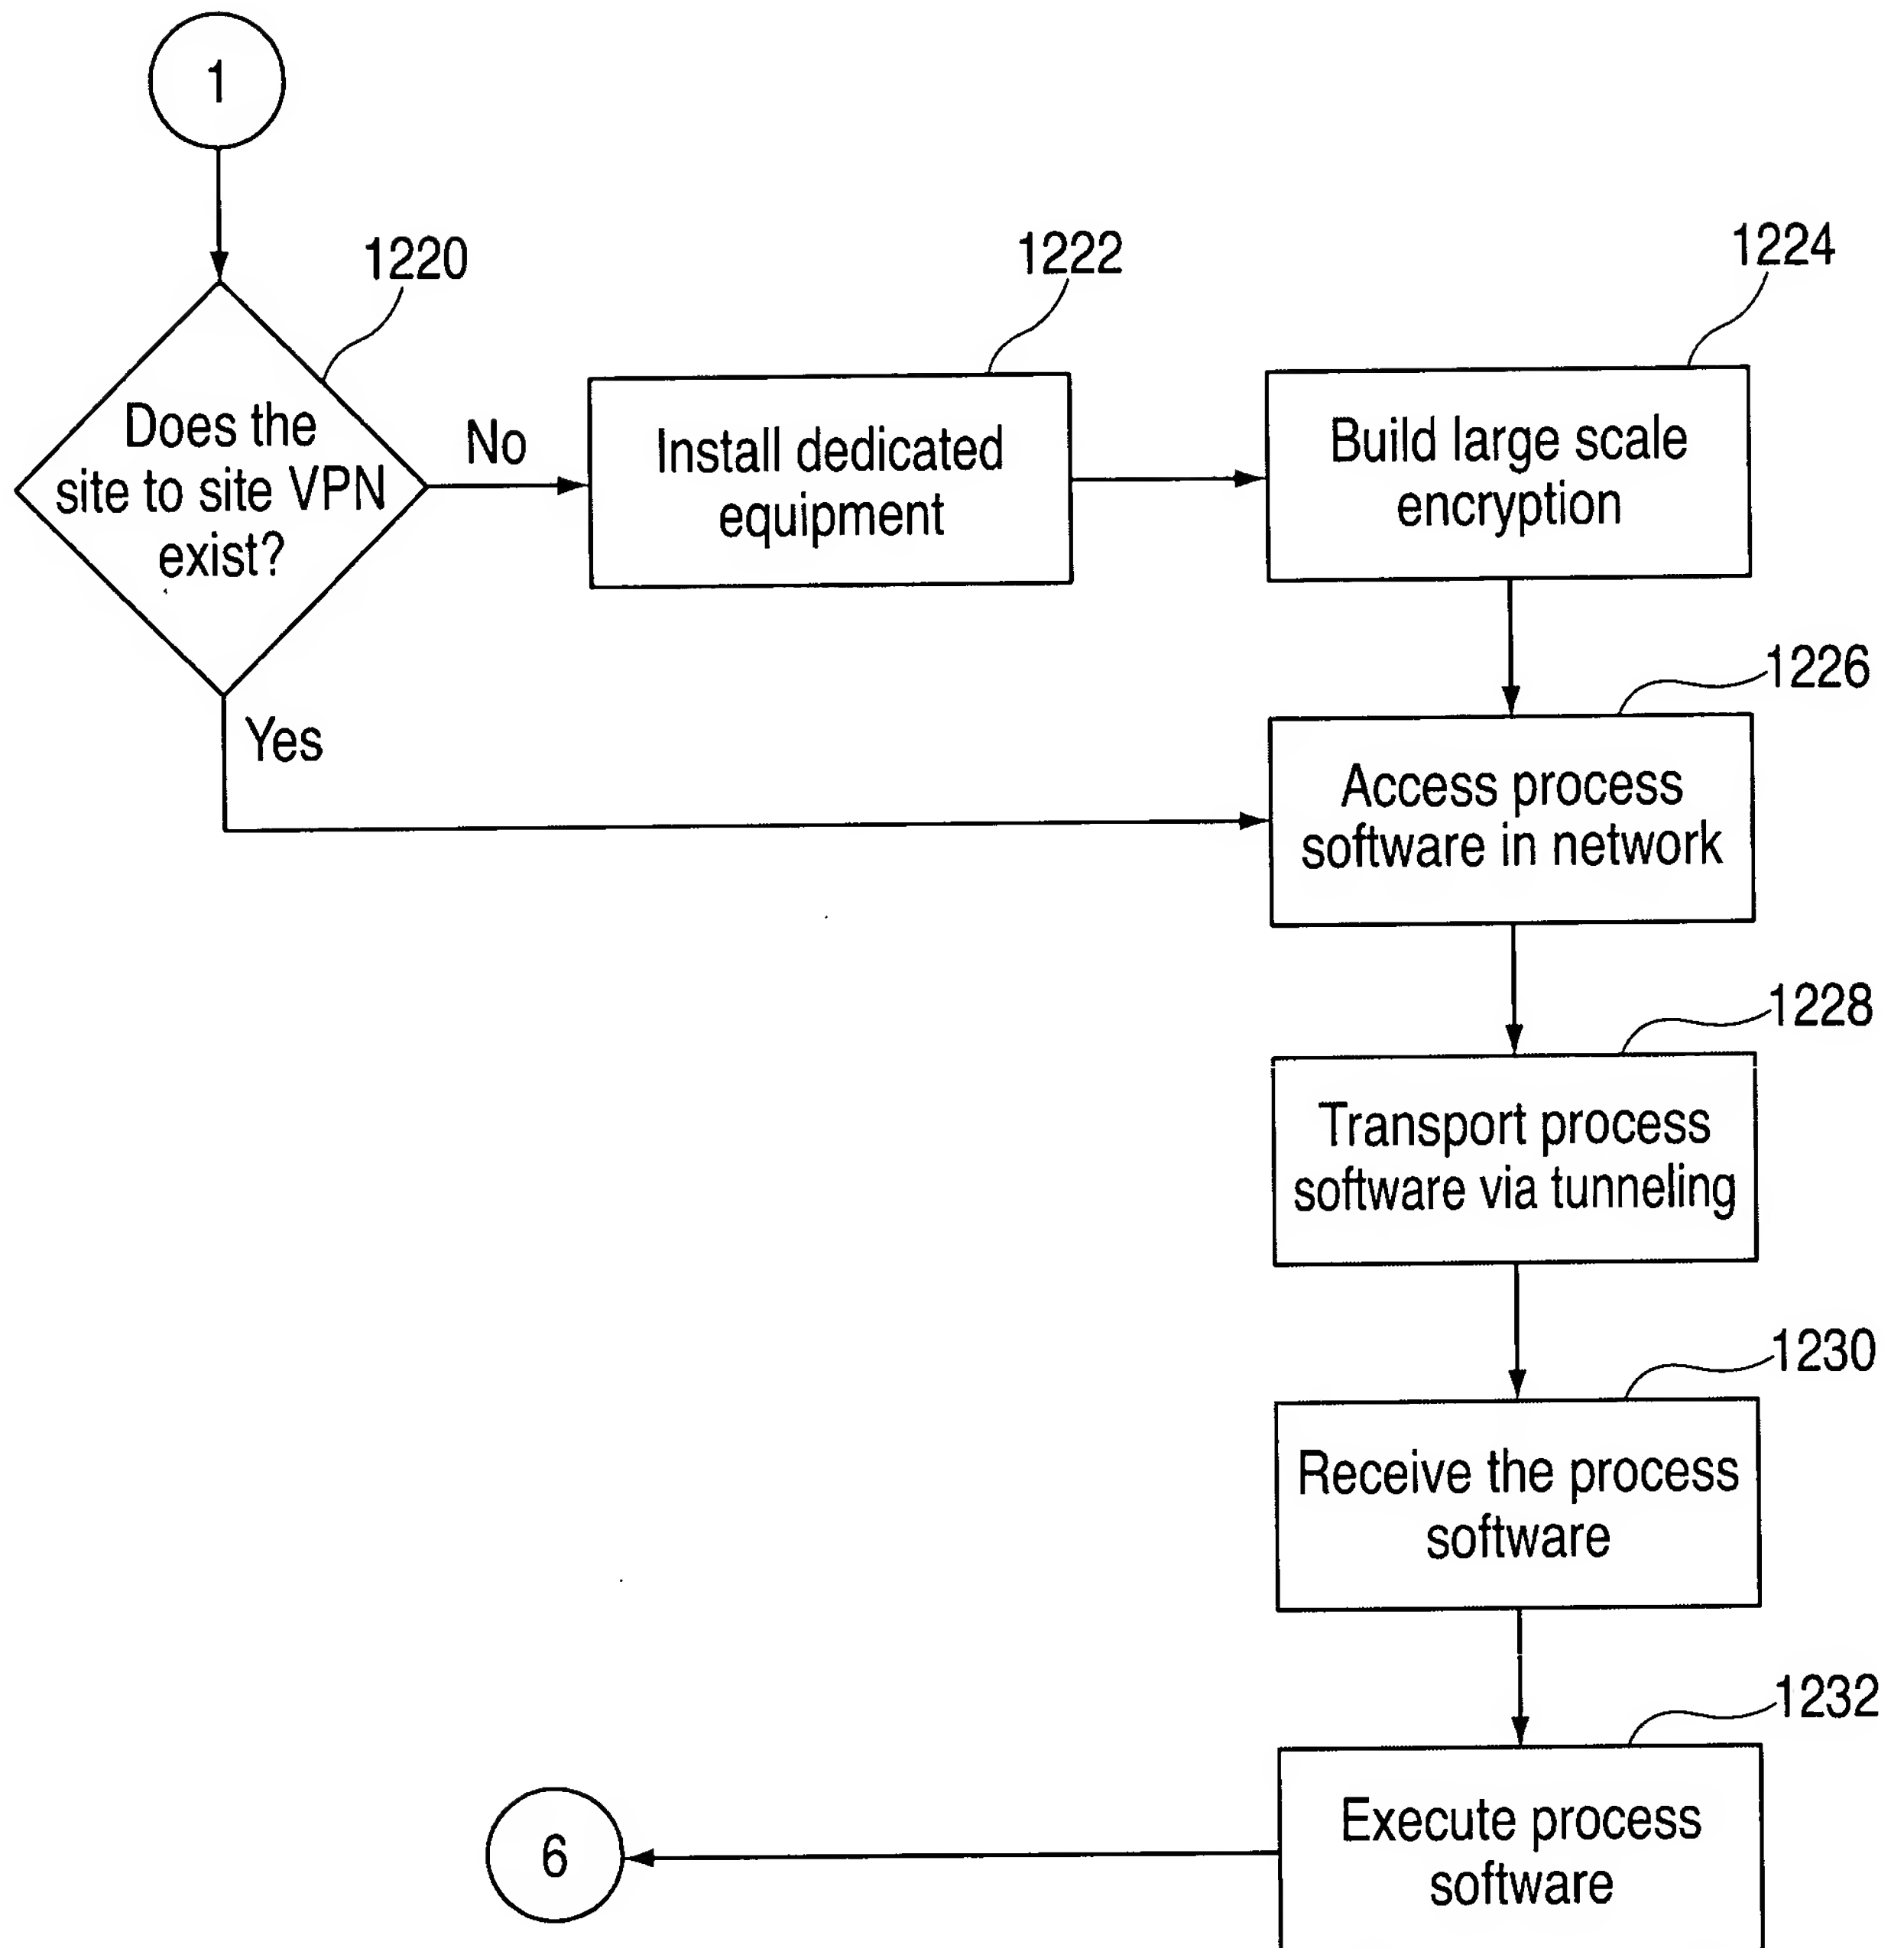 1
1220
1222
1224
Does the
site to site VPN
exist?
No
Install dedicated
equipment
Build large scale
encryption
1226
Yes
Access process
software in network
1228
Transport process
software via tunneling
1230
Receive the process
software
1232
Execute process
software
6